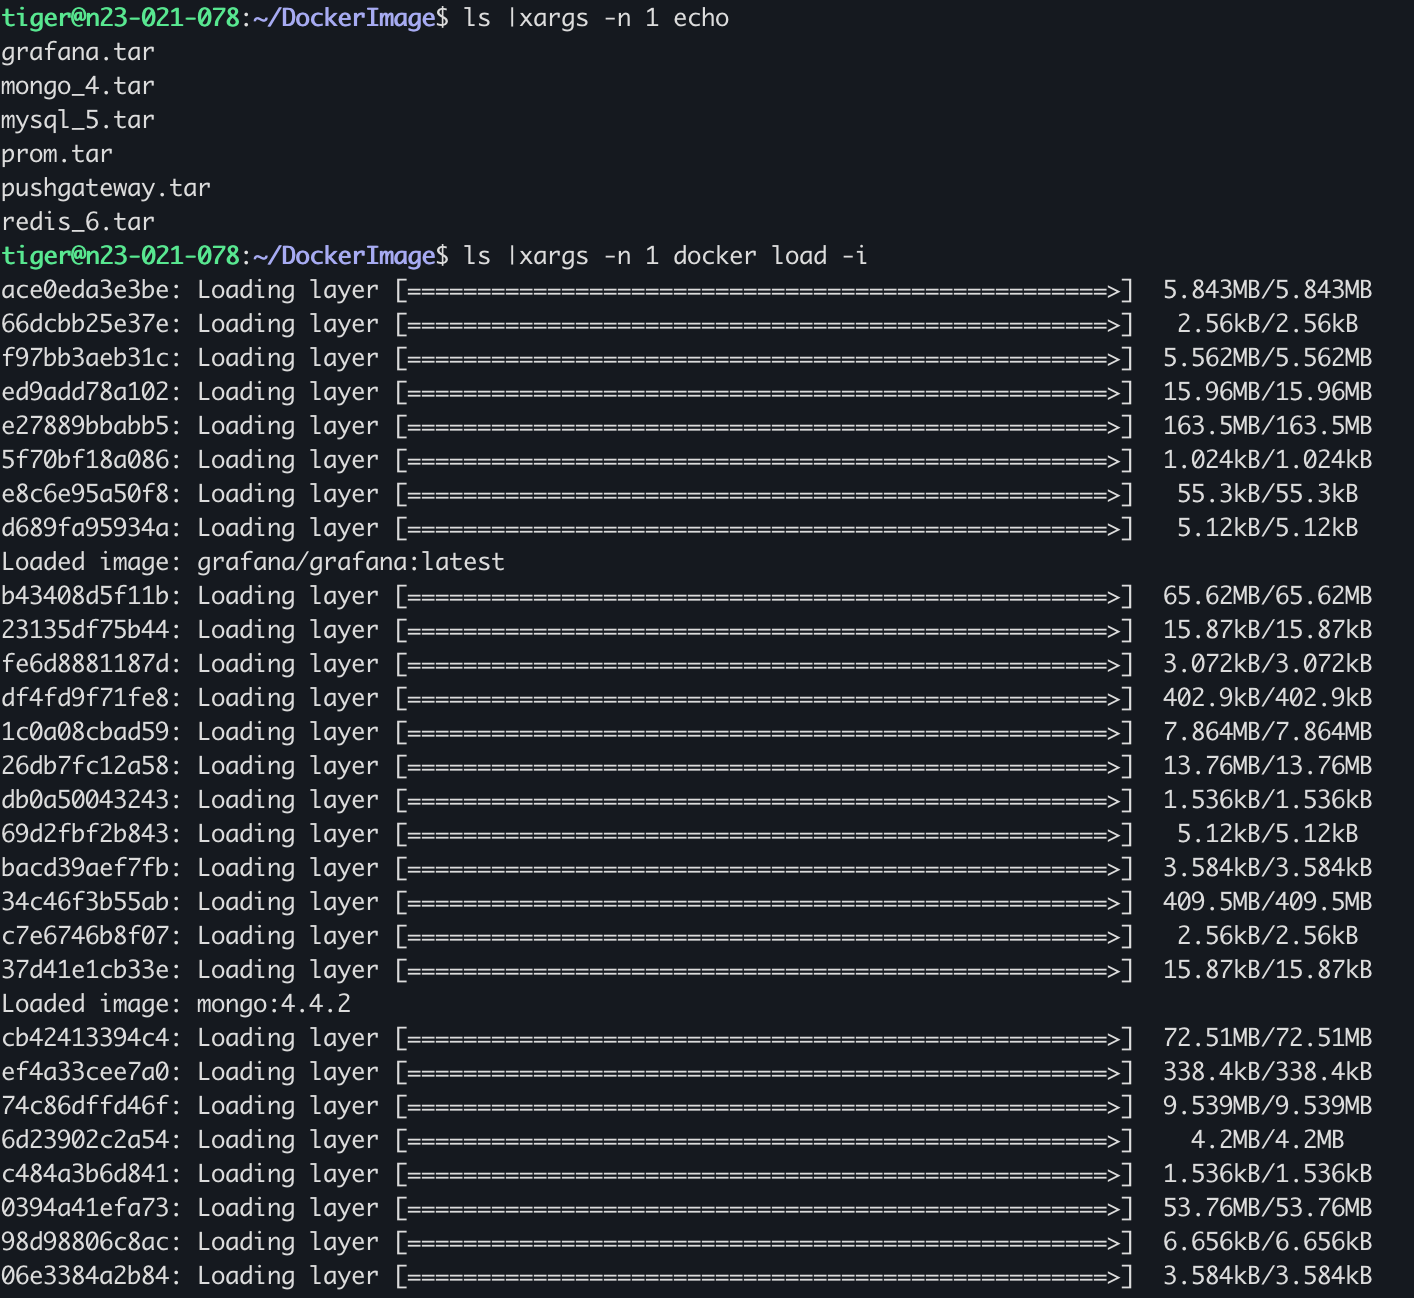 tiger@n23-021-078:~/DockerImage$ ls |xargs -n 1 echo
grafana.tar
mongo_4.tar
mysql_5.tar
prom.tar
pushgateway.tar
redis_6.tar
tiger@n23-021-078:~/DockerImage$ ls |xargs -n 1 docker load -i
ace0eda3e3be: Loading layer [==================================================>]  5.843MB/5.843MB
66dcbb25e37e: Loading layer [==================================================>]   2.56kB/2.56kB
f97bb3aeb31c: Loading layer [==================================================>]  5.562MB/5.562MB
ed9add78a102: Loading layer [==================================================>]  15.96MB/15.96MB
e27889bbabb5: Loading layer [==================================================>]  163.5MB/163.5MB
5f70bf18a086: Loading layer [==================================================>]  1.024kB/1.024kB
e8c6e95a50f8: Loading layer [==================================================>]   55.3kB/55.3kB
d689fa95934a: Loading layer [==================================================>]   5.12kB/5.12kB
Loaded image: grafana/grafana:latest
b43408d5f11b: Loading layer [==================================================>]  65.62MB/65.62MB
23135df75b44: Loading layer [==================================================>]  15.87kB/15.87kB
fe6d8881187d: Loading layer [==================================================>]  3.072kB/3.072kB
df4fd9f71fe8: Loading layer [==================================================>]  402.9kB/402.9kB
1c0a08cbad59: Loading layer [==================================================>]  7.864MB/7.864MB
26db7fc12a58: Loading layer [==================================================>]  13.76MB/13.76MB
db0a50043243: Loading layer [==================================================>]  1.536kB/1.536kB
69d2fbf2b843: Loading layer [==================================================>]   5.12kB/5.12kB
bacd39aef7fb: Loading layer [==================================================>]  3.584kB/3.584kB
34c46f3b55ab: Loading layer [==================================================>]  409.5MB/409.5MB
c7e6746b8f07: Loading layer [==================================================>]   2.56kB/2.56kB
37d41e1cb33e: Loading layer [==================================================>]  15.87kB/15.87kB
Loaded image: mongo:4.4.2
cb42413394c4: Loading layer [==================================================>]  72.51MB/72.51MB
ef4a33cee7a0: Loading layer [==================================================>]  338.4kB/338.4kB
74c86dffd46f: Loading layer [==================================================>]  9.539MB/9.539MB
6d23902c2a54: Loading layer [==================================================>]    4.2MB/4.2MB
c484a3b6d841: Loading layer [==================================================>]  1.536kB/1.536kB
0394a41efa73: Loading layer [==================================================>]  53.76MB/53.76MB
98d98806c8ac: Loading layer [==================================================>]  6.656kB/6.656kB
06e3384a2b84: Loading layer [==================================================>]  3.584kB/3.584kB